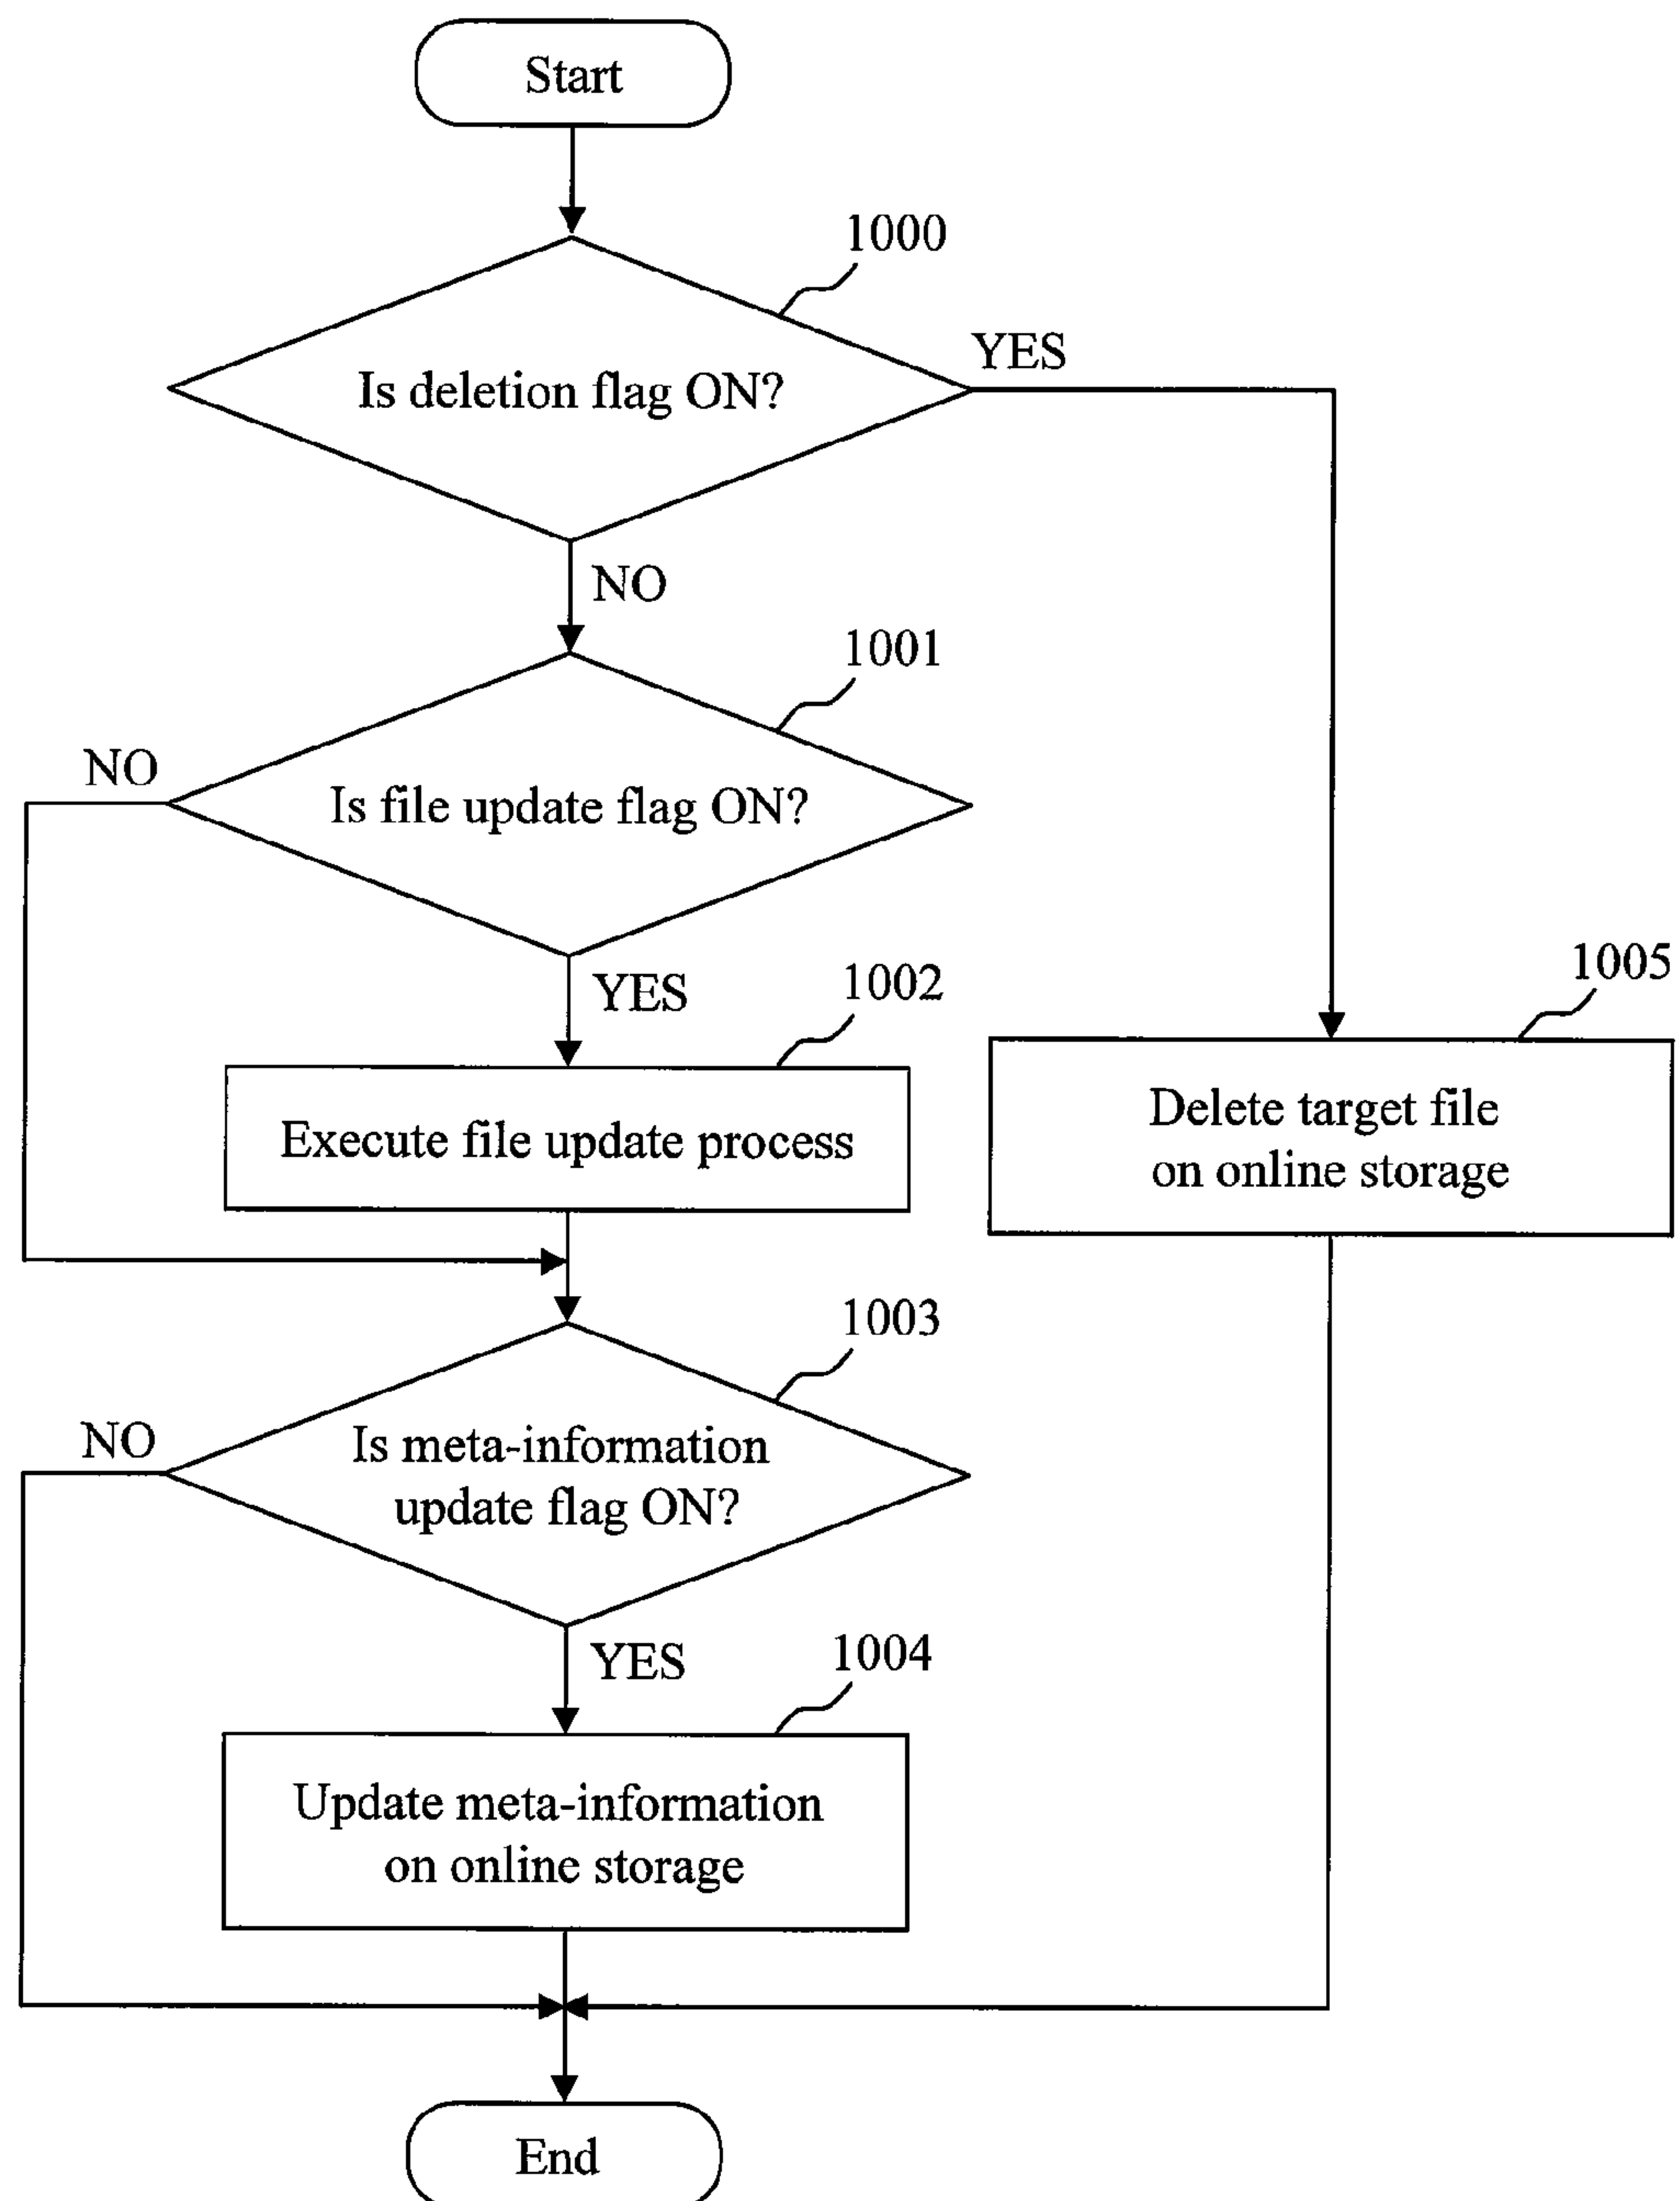 Start
1000
Is deletion flag ON?
YES
NO
1001
Is file update flag ON?
NO
YES
1002
Execute file update process
1005
Delete target file
on online storage
1003
Is meta-information
update flag ON?
NO
YES
1004
Update meta-information
on online storage
End